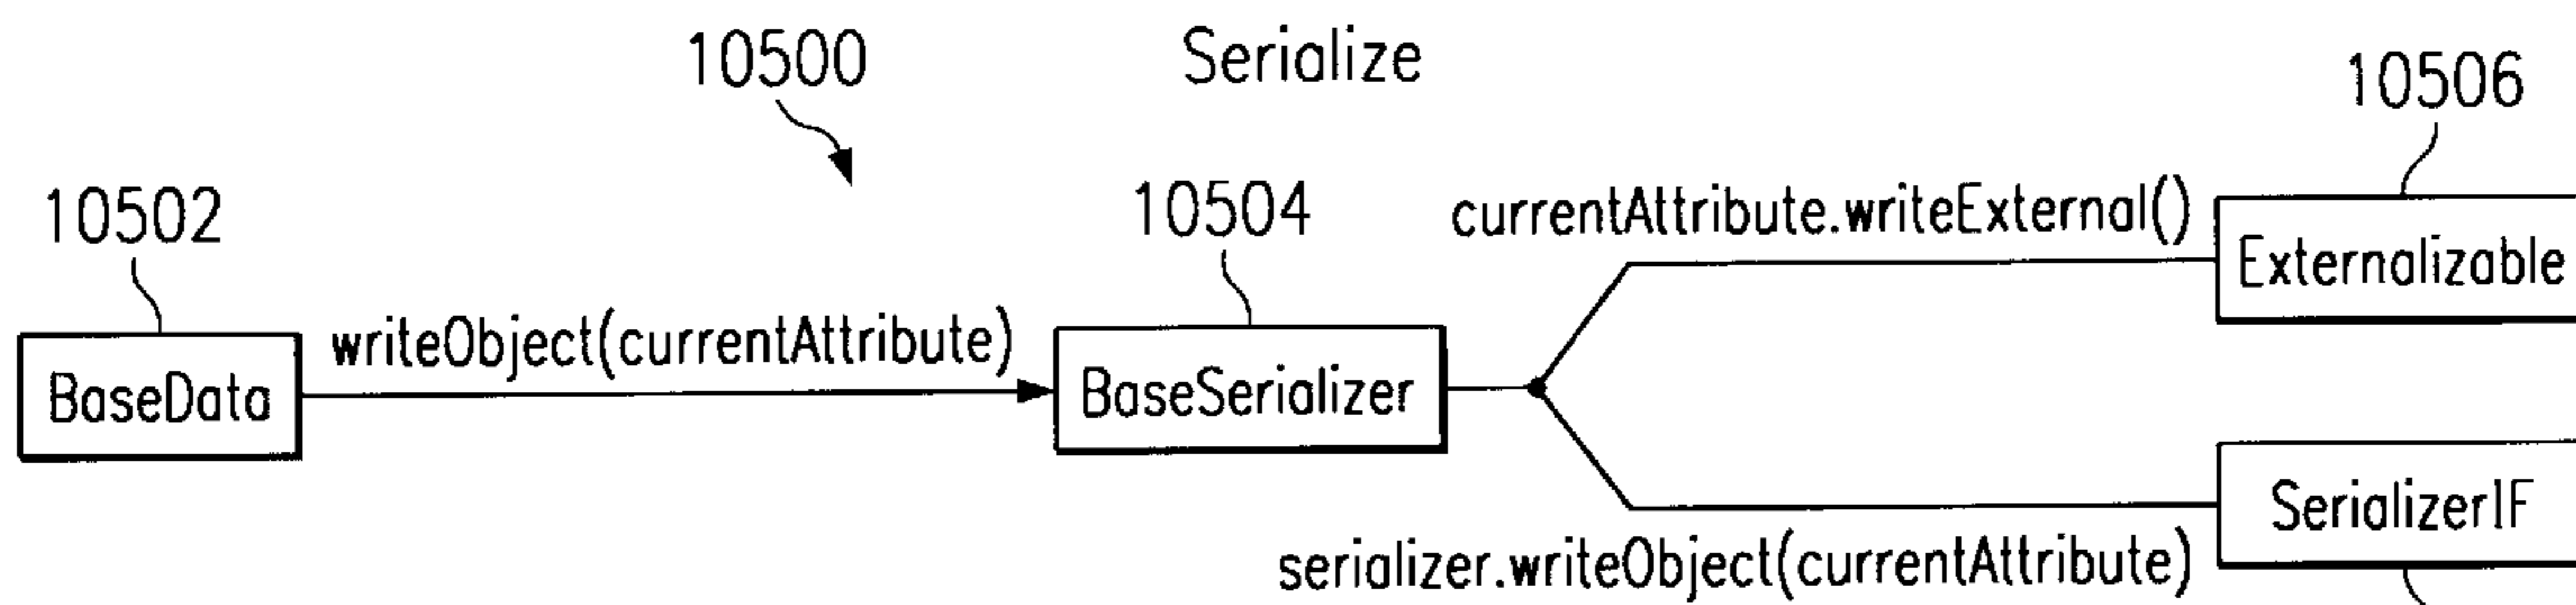 10500
Serialize
10506
10502
10504
currentAttribute.writeExternal()
Externalizable
writeObject(currentAttribute)
BaseData
BaseSerializer
SerializerIF
serializer.writeObject(currentAttribute)